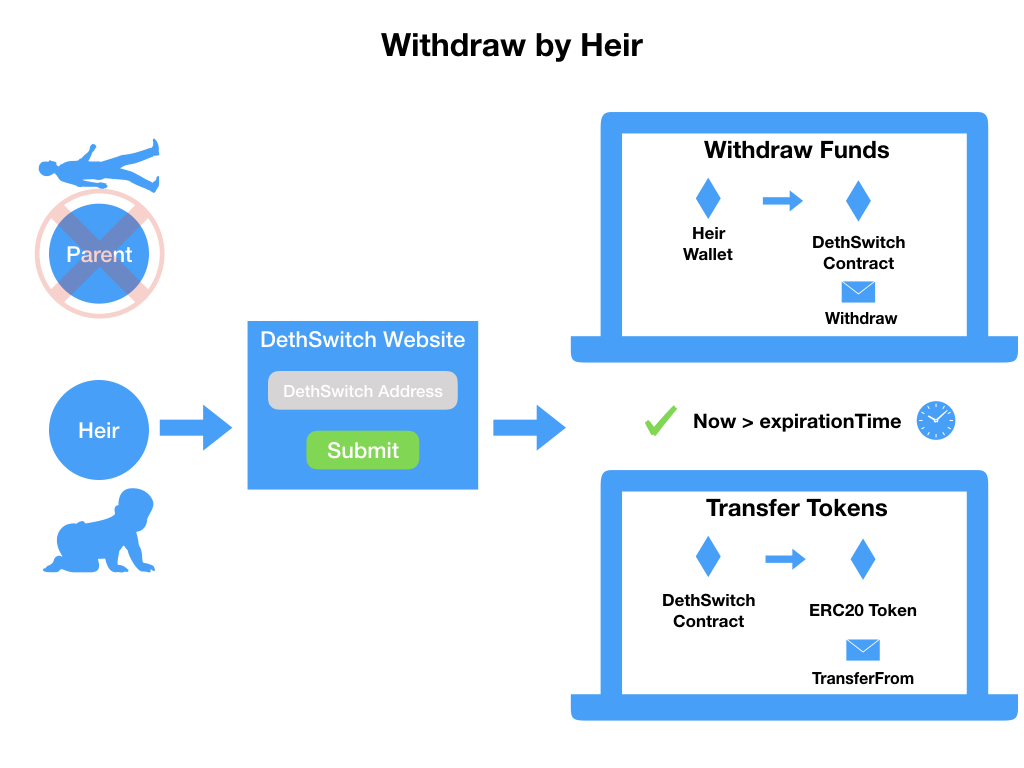 Withdraw by Heir
Parent
Heir
DethSwitch Website
DethSwitch Address
Submit
Withdraw Funds
Heir
Wallet
DethSwitch
Contract
Withdraw
Now > expirationTime
Transfer Tokens
DethSwitch
Contract
ERC20 Token
TransferFrom